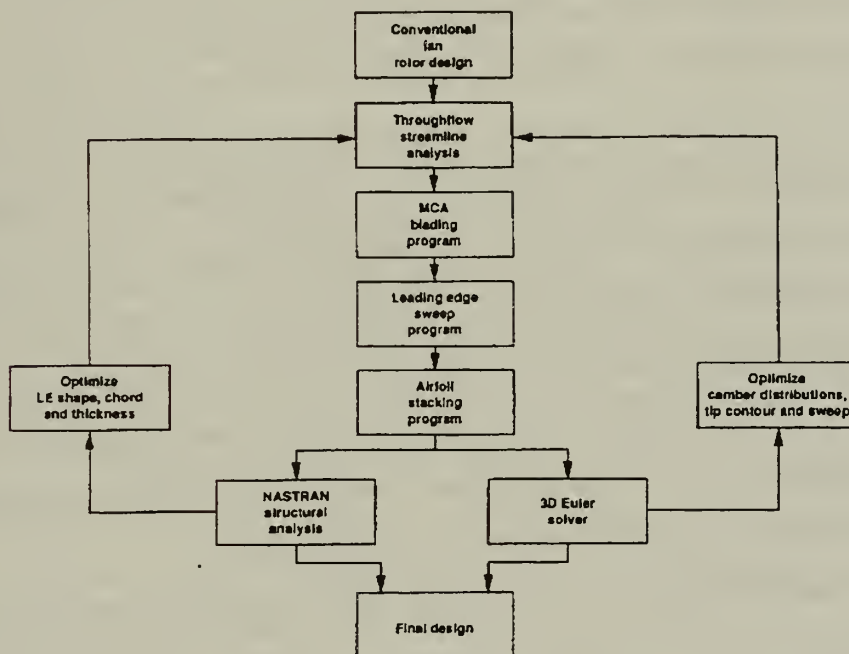 Conventional
fan
rotor design
Throughflow
streamline
analysis
MCA
blading
program
Leading edge
sweep
program
Optimize
LE shape, chord
and thickness
Airfoil
stacking
program
Optimize
camber distributions,
tip contour and sweep
NASTRAN
structural
analysis
3D Euler
solver
Final design